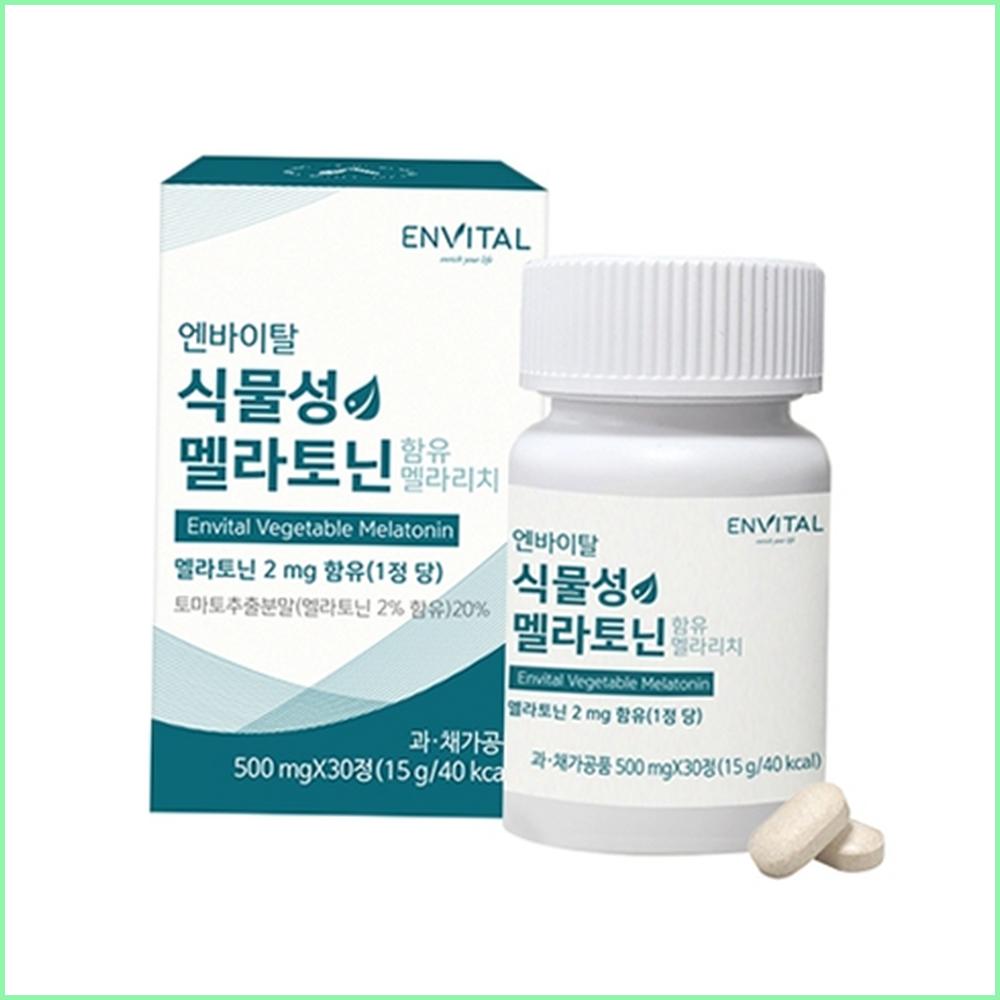 ENVITAL
enrich your life
엔바이탈
식물성
멜라토닌 함유
멜라리치
Envital Vegetable Melatonin
멜라토닌 2 mg 함유(1정 당)
토마토추출분말(멜라토닌 2% 함유)20%
과·채가공
500 mgX30정(15 g/40 kca
ENVITAL
enrich your life
엔바이탈
식물성
멜라토닌 함유
멜라리치
Envital Vegetable Melatonin
멜라토닌 2 mg 함유(1정 당)
과·채가공품 500 mgX30정(15 g/40 kcal)